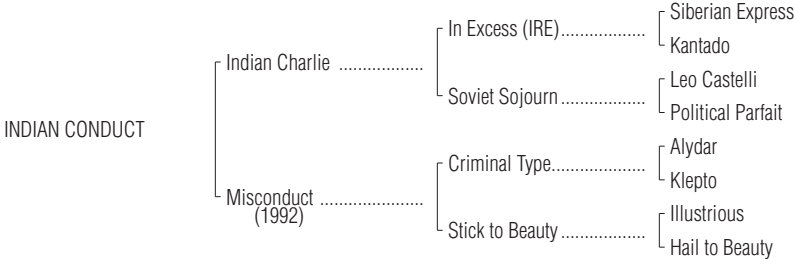 Siberian Express
In Excess (IRE)...................
Kantado
Indian Charlie ..................
Leo Castelli
Soviet Sojourn..................
Political Parfait
INDIAN CONDUCT
Alydar
Criminal Type....................
Klepto
Misconduct ......................
(1992)
Illustrious
Stick to Beauty..................
Hail to Beauty